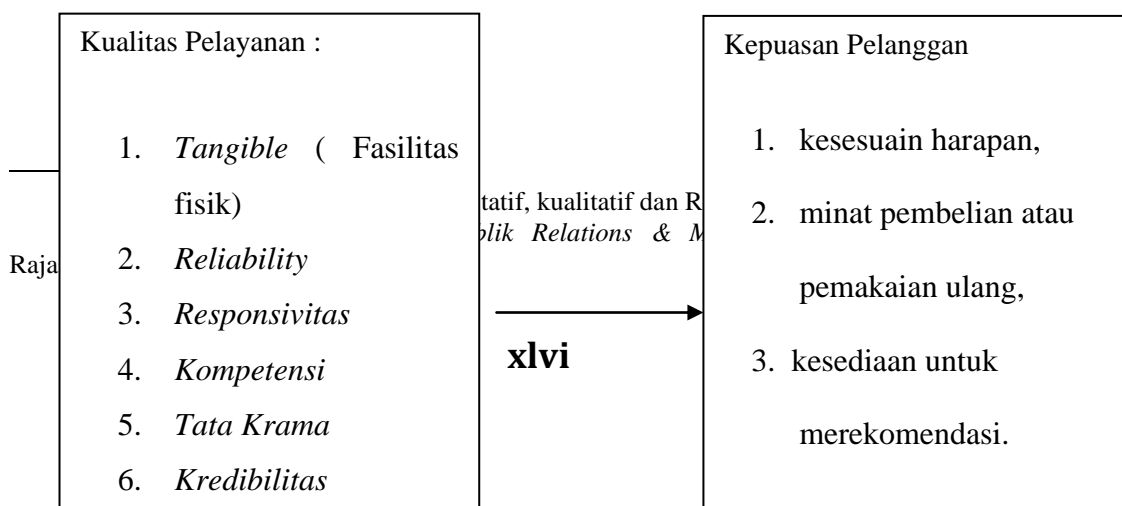 Kualitas Pelayanan :
1. Tangible ( Fasilitas
fisik)
2. Reliability
3. Responsivitas
4. Kompetensi
5. Tata Krama
6. Kredibilitas
tatif, kualitatif dan R
Relations & M
Raja
xlvi
Kepuasan Pelanggan
1. kesesuain harapan,
2. minat pembelian atau
pemakaian ulang,
3. kesediaan untuk
merekomendasi.